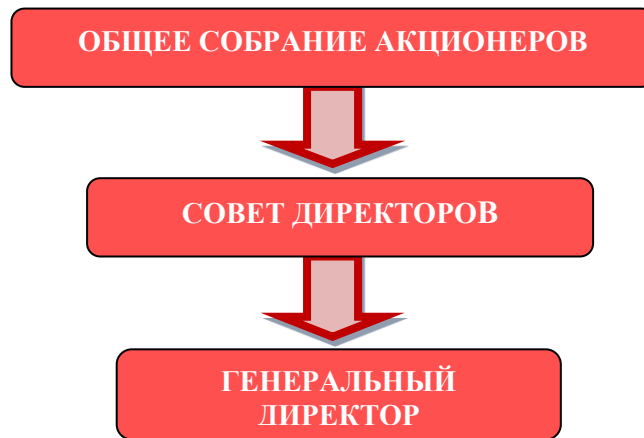 ОБЩЕЕ СОБРАНИЕ АКЦИОНЕРОВ
СОВЕТ ДИРЕКТОРОВ
ГЕНЕРАЛЬНЫЙ
ДИРЕКТОР